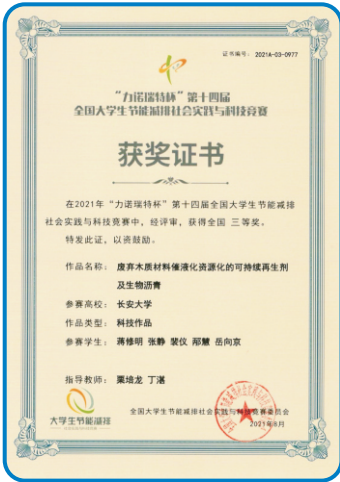 证书编号: 2021A-03-0977
“力诺瑞特杯”第十四届
全国大学生节能减排社会实践与科技竞赛
获奖证书
在2021年“力诺瑞特杯”第十四届全国大学生节能减排
社会实践与科技竞赛中，经评审，获得全国 三等奖。
特发此证，以资鼓励。
作品名称: 废弃木质材料催液化资源化的可持续再生剂
及生物沥青
参赛高校: 长安大学
作品类型: 科技作品
参赛学生: 蒋修明 张静 裴仪 邴慧 岳向京
指导教师: 栗培龙 丁湛
大学生节能减排
全国大学生节能减排社会实践与科技竞赛委员会
2021年8月